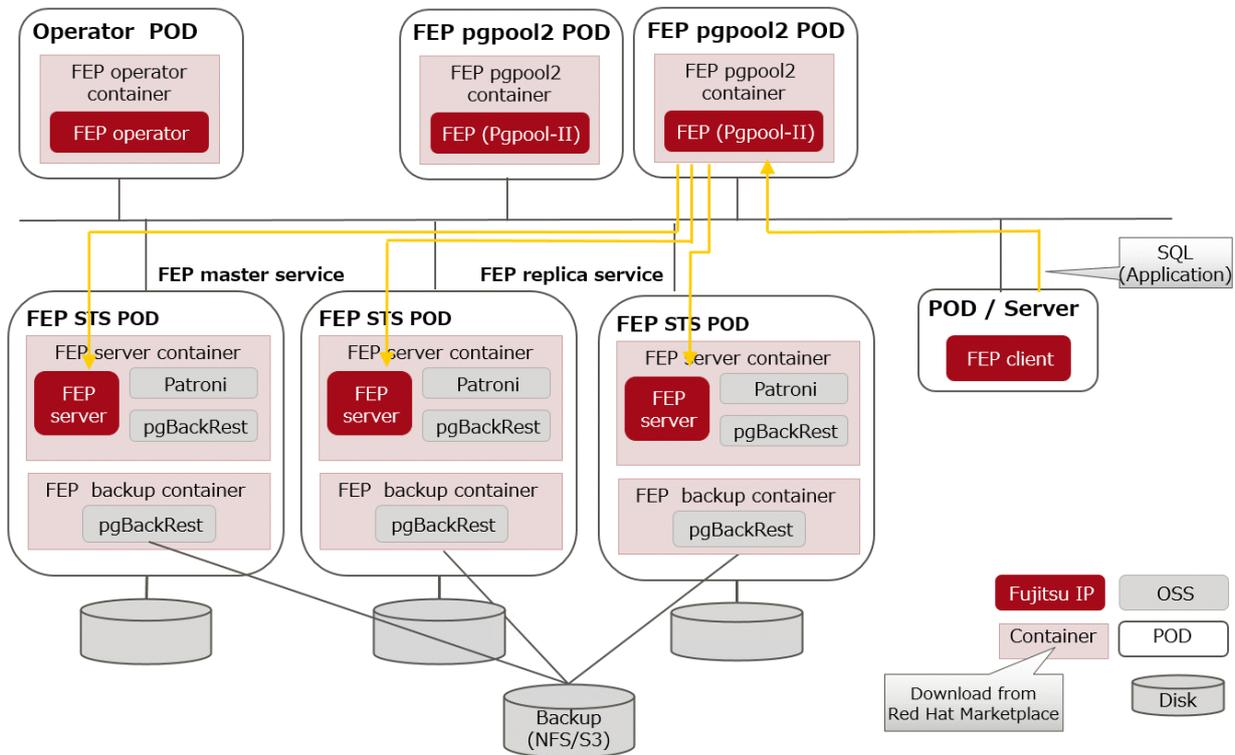 Operator POD
FEP operator
container
FEP operator
FEP pgpool2 POD
FEP pgpool2
container
FEP (Pgpool-II)
FEP pgpool2 POD
FEP pgpool2
container
FEP (Pgpool-II)
SQL
(Application)
FEP master service
FEP replica service
POD / Server
FEP client
FEP STS POD
FEP server container
FEP
server
Patroni
pgBackRest
FEP backup container
pgBackRest
FEP STS POD
FEP server container
FEP
server
Patroni
pgBackRest
FEP backup container
pgBackRest
FEP STS POD
FEP server container
FEP
server
Patroni
pgBackRest
FEP backup container
pgBackRest
Backup
(NFS/S3)
Fujitsu IP
OSS
Container
POD
Download from
Red Hat Marketplace
Disk